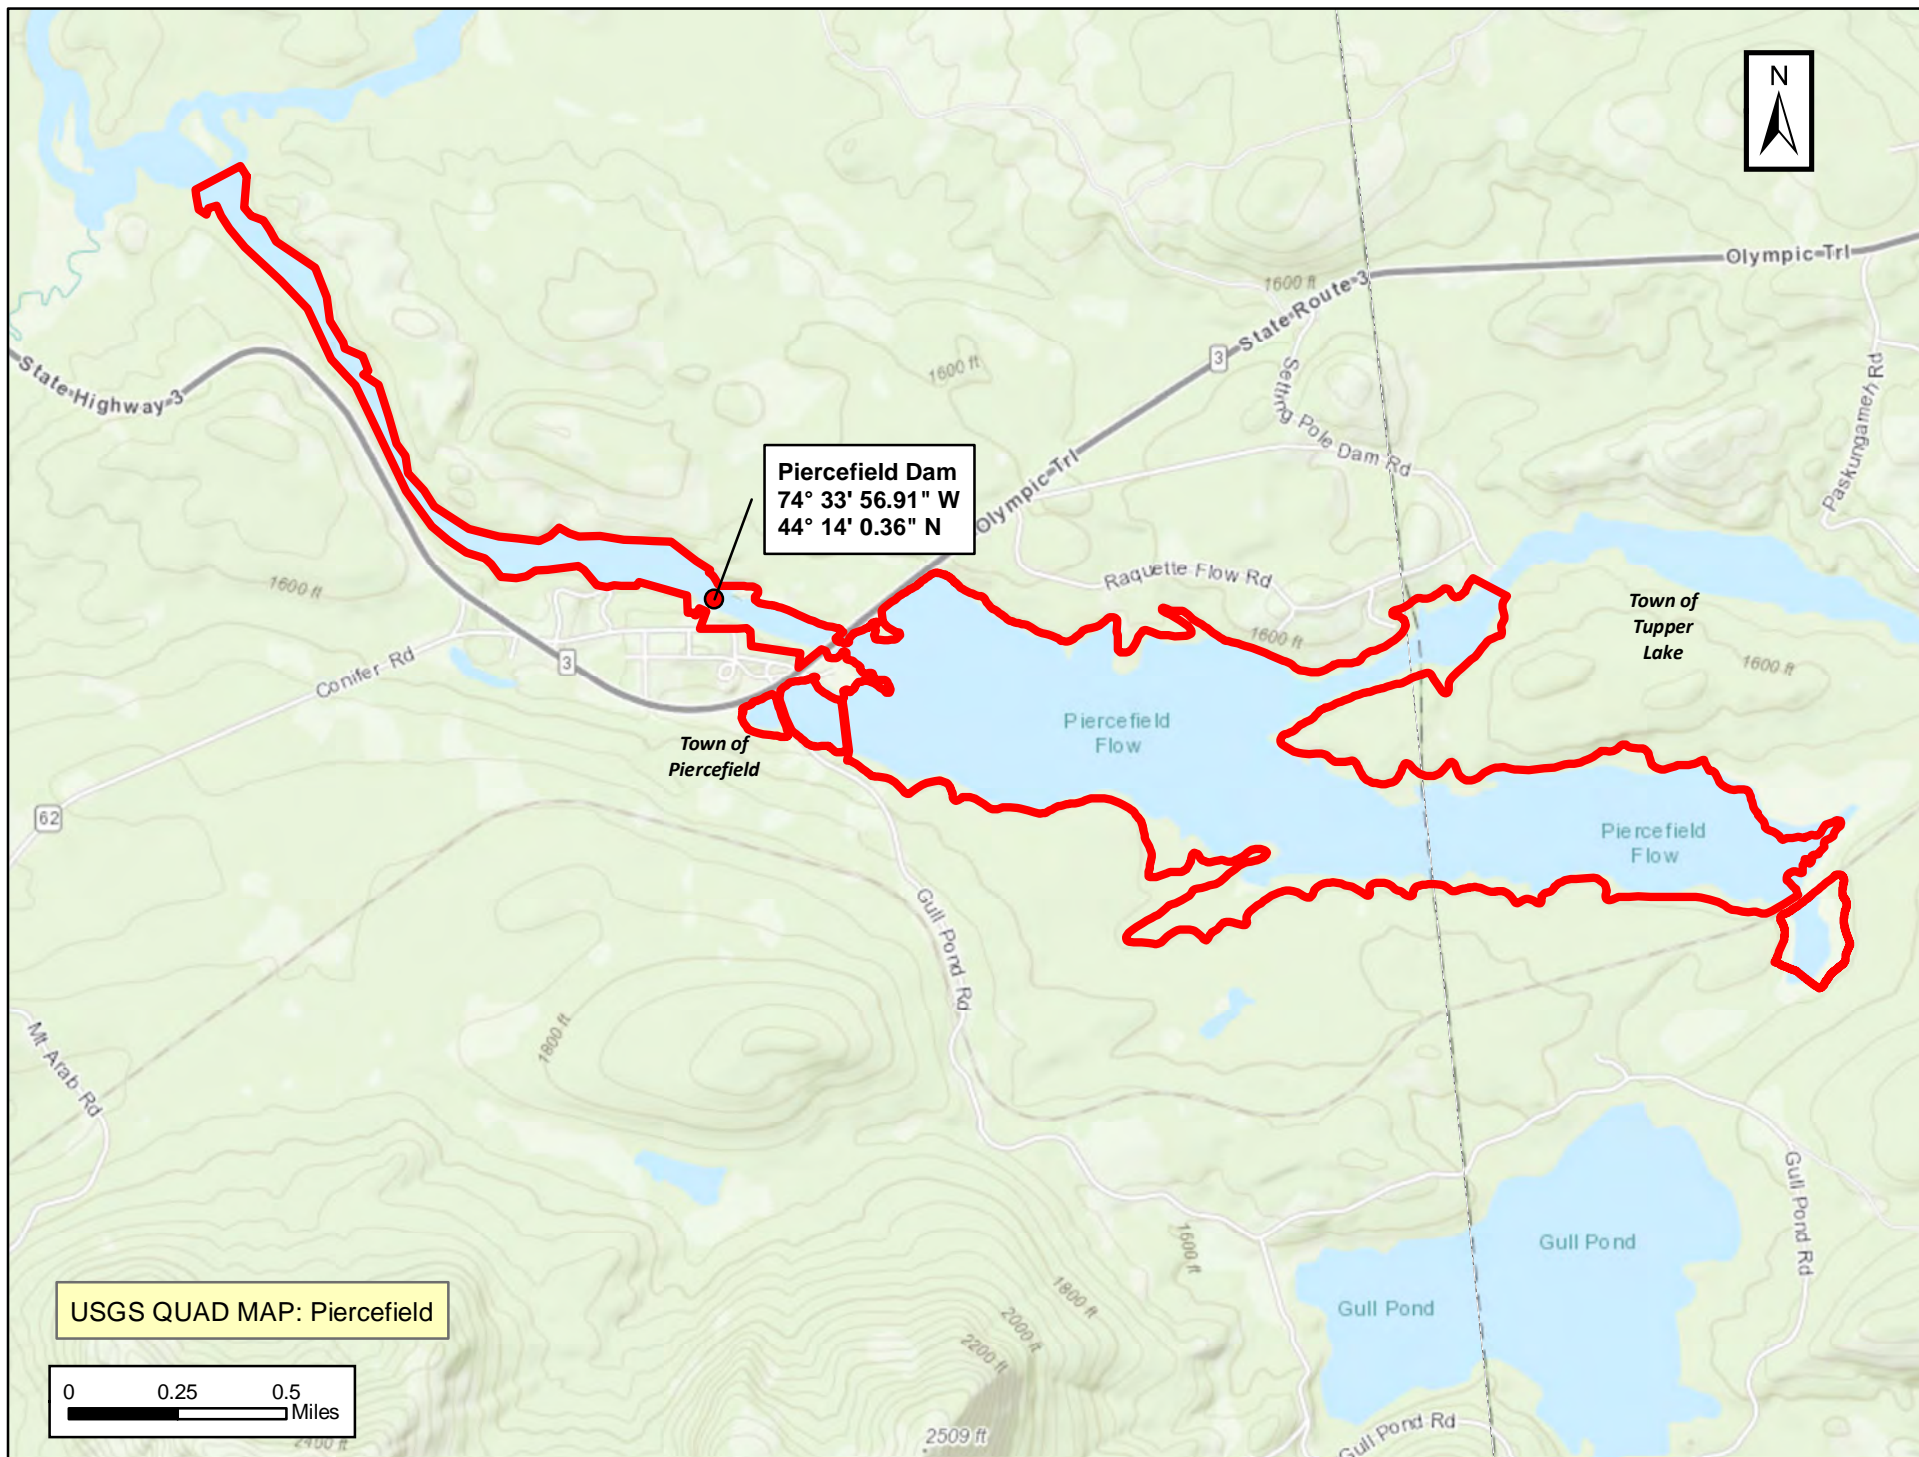 N
Olympic Trl
1600 ft
State Route 3
3
State Highway 3
1600 ft
Setting Pole Dam Rd
Paskungameh Rd
Piercefield Dam
74° 33' 56.91" W
44° 14' 0.36" N
Olympic Trl
Raquette Flow Rd
1600 ft
1600 ft
Town of
Tupper
Lake
1600 ft
Conifer Rd
3
Piercefield
Flow
Town of
Piercefield
62
Piercefield
Flow
Gull Pond Rd
1800 ft
Mt Arab Rd
Gull Pond Rd
1600 ft
Gull Pond
Gull Pond
1800 ft
2000 ft
2200 ft
USGS QUAD MAP: Piercefield
0 0.25 0.5
Miles
2400 ft
2509 ft
Gull Pond Rd